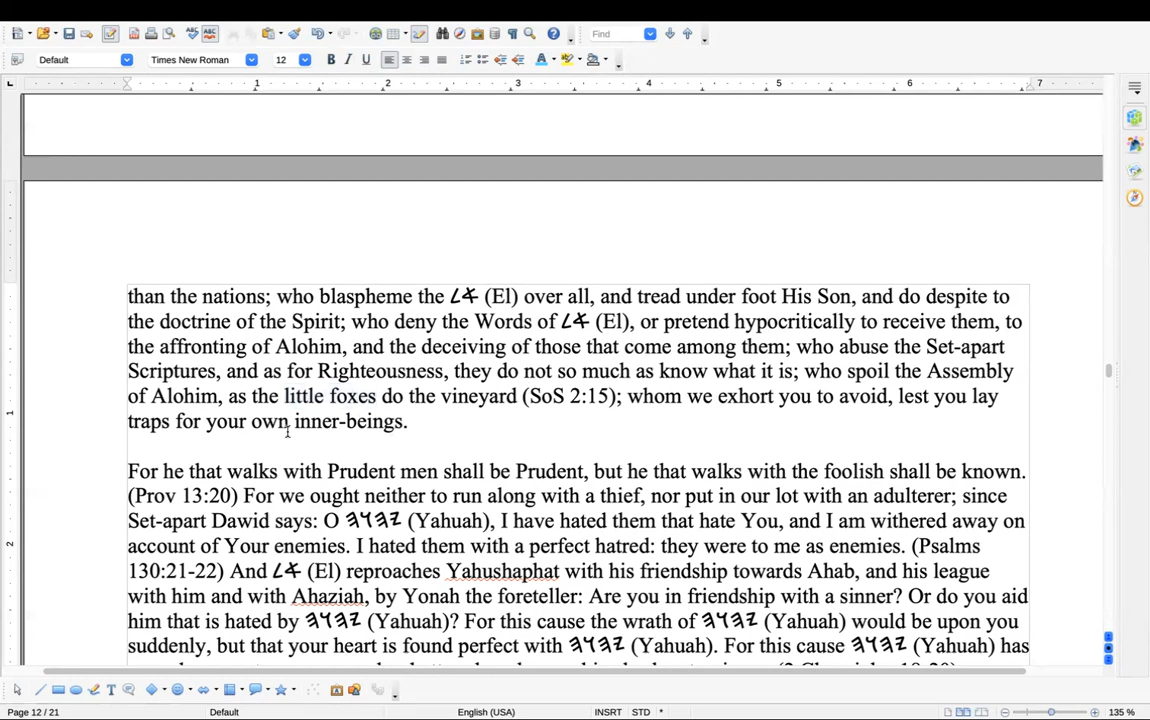 Find
Default
Times New Roman
12
B I U
1 2 3 4 5 6 7
than the nations; who blaspheme the 𐤀𐤋 (El) over all, and tread under foot His Son, and do despite to
the doctrine of the Spirit; who deny the Words of 𐤀𐤋 (El), or pretend hypocritically to receive them, to
the affronting of Alohim, and the deceiving of those that come among them; who abuse the Set-apart
Scriptures, and as for Righteousness, they do not so much as know what it is; who spoil the Assembly
of Alohim, as the little foxes do the vineyard (SoS 2:15); whom we exhort you to avoid, lest you lay
traps for your own inner-beings.
For he that walks with Prudent men shall be Prudent, but he that walks with the foolish shall be known.
(Prov 13:20) For we ought neither to run along with a thief, nor put in our lot with an adulterer; since
Set-apart Dawid says: O 𐤉𐤄𐤅𐤄 (Yahuah), I have hated them that hate You, and I am withered away on
account of Your enemies. I hated them with a perfect hatred: they were to me as enemies. (Psalms
130:21-22) And 𐤀𐤋 (El) reproaches Yahushaphat with his friendship towards Ahab, and his league
with him and with Ahaziah, by Yonah the foreteller: Are you in friendship with a sinner? Or do you aid
him that is hated by 𐤉𐤄𐤅𐤄 (Yahuah)? For this cause the wrath of 𐤉𐤄𐤅𐤄 (Yahuah) would be upon you
suddenly, but that your heart is found perfect with 𐤉𐤄𐤅𐤄 (Yahuah). For this cause 𐤉𐤄𐤅𐤄 (Yahuah) has
1
2
Page 12 / 21
Default
English (USA)
INSRT
STD
*
135 %